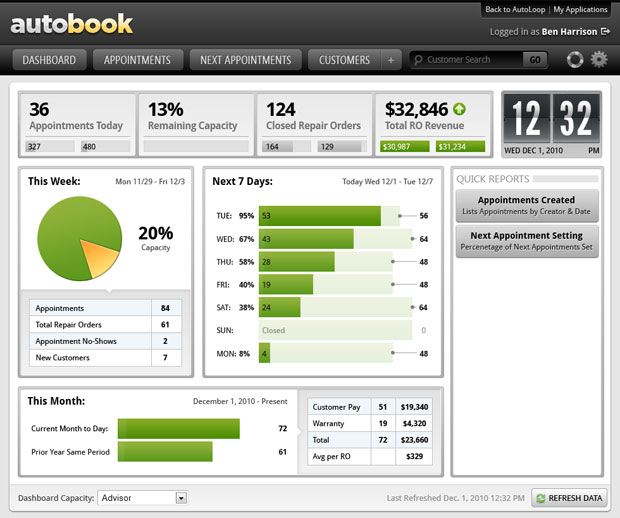 Back to AutoLoop | My Applications
autobook
Logged in as Ben Harrison
DASHBOARD APPOINTMENTS NEXT APPOINTMENTS CUSTOMERS + Customer Search GO
36 13% 124 $32,846 12 32
Appointments Today Remaining Capacity Closed Repair Orders Total RO Revenue
327 480 164 129 $30,987 $31,234
WED DEC 1, 2010 PM
This Week: Mon 11/29 - Fri 12/3
20%
Capacity
Appointments 84
Total Repair Orders 61
Appointment No-Shows 2
New Customers 7
Next 7 Days: Today Wed 12/1 - Tue 12/7
TUE: 95% 53 56
WED: 67% 43 64
THU: 58% 28 48
FRI: 40% 19 48
SAT: 38% 24 64
SUN: Closed 0
MON: 8% 4 48
QUICK REPORTS
Appointments Created
Lists Appointments by Creator & Date
Next Appointment Setting
Percenetage of Next Appointments Set
This Month: December 1, 2010 - Present
Current Month to Day: 72
Prior Year Same Period 61
Customer Pay 51 $19,340
Warranty 19 $4,320
Total 72 $23,660
Avg per RO $329
Dashboard Capacity: Advisor Last Refreshed Dec. 1, 2010 12:32 PM REFRESH DATA